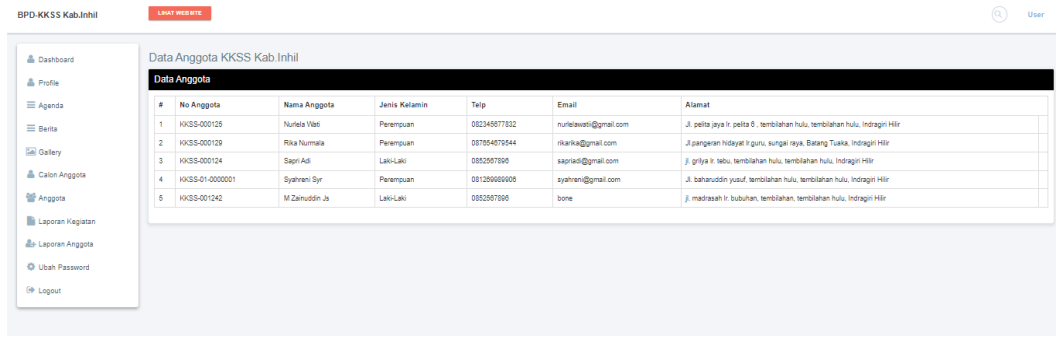 BPD-KKSS Kab.Inhil LIHAT WEBSITE User
Dashboard
Profile
Agenda
Berita
Gallery
Calon Anggota
Anggota
Laporan Kegiatan
Laporan Anggota
Ubah Password
Logout
Data Anggota KKSS Kab.Inhil
Data Anggota
# No Anggota Nama Anggota Jenis Kelamin Telp Email Alamat
1 KKSS-000125 Nurlela Wati Perempuan 082345677832 nurlelawatii@gmail.com Jl. pelita jaya lr. pelita 6 , tembilahan hulu, tembilahan hulu, Indragiri Hilir
2 KKSS-000129 Rika Nurmala Perempuan 087654679544 rikarika@gmail.com Jl.pangeran hidayat lr.guru, sungai raya, Batang Tuaka, Indragiri Hilir
3 KKSS-000124 Sapri Adi Laki-Laki 0852567896 sapriadi@gmail.com jl. griya lr. tebu, tembilahan hulu, tembilahan hulu, Indragiri Hilir
4 KKSS-01-0000001 Syahreni Syr Perempuan 081269989906 syahreni@gmail.com Jl. baharuddin yusuf, tembilahan hulu, tembilahan hulu, Indragiri Hilir
5 KKSS-001242 M Zainuddin Js Laki-Laki 0852567896 bone jl. madrasah lr. bubuhan, tembilahan, tembilahan hulu, Indragiri Hilir